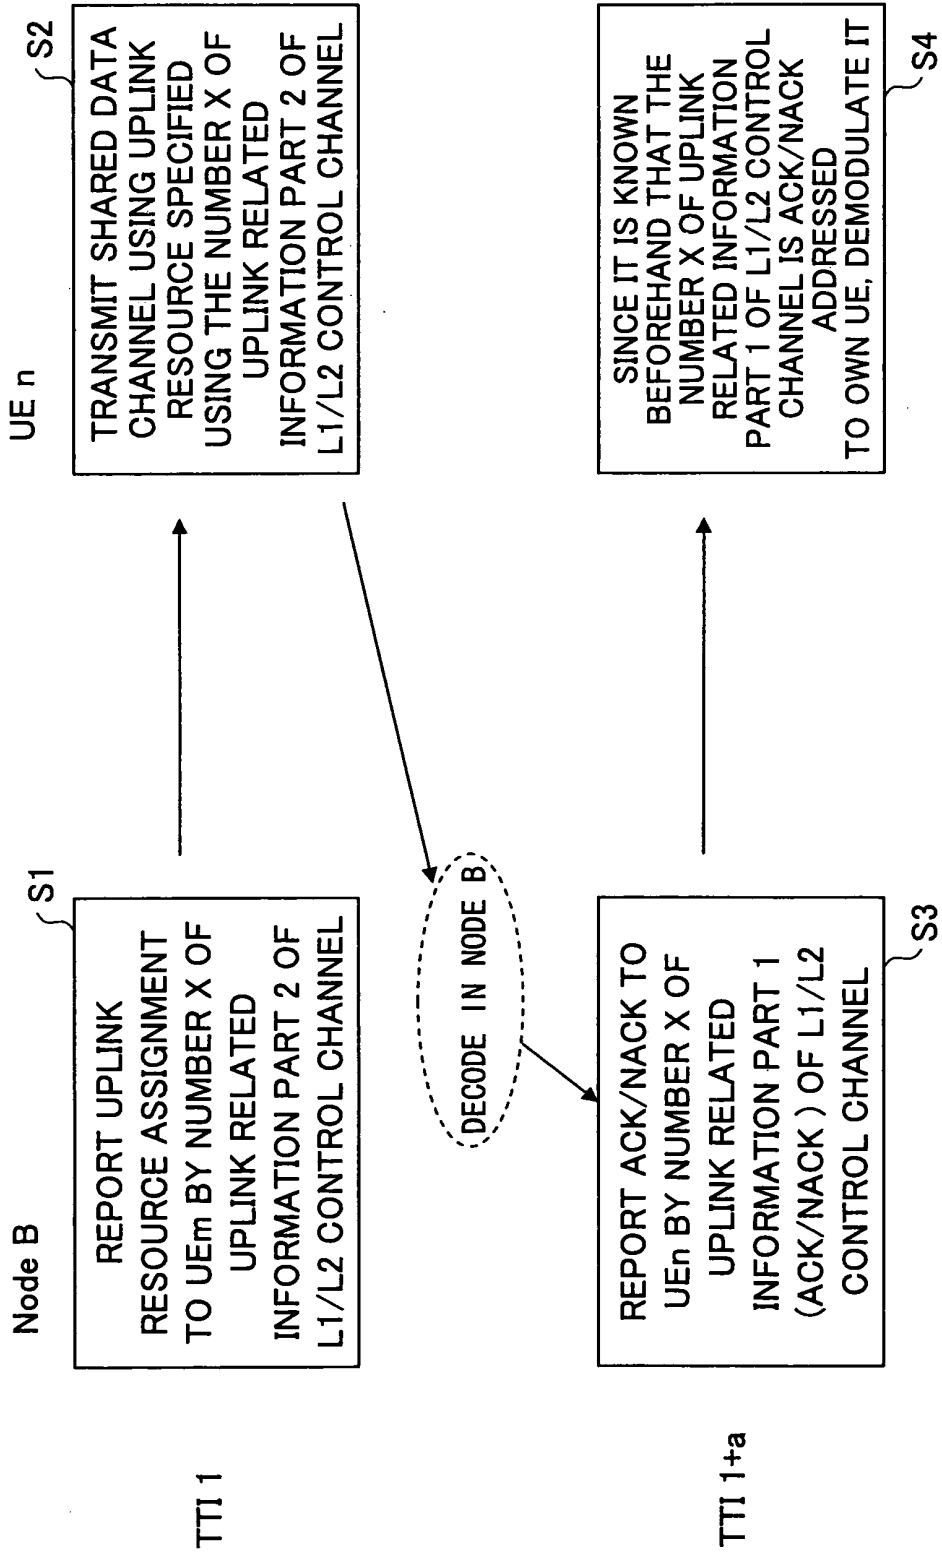 Node B
UE n
TTI 1
S1
REPORT UPLINK
RESOURCE ASSIGNMENT
TO UEm BY NUMBER X OF
UPLINK RELATED
INFORMATION PART 2 OF
L1/L2 CONTROL CHANNEL
S2
TRANSMIT SHARED DATA
CHANNEL USING UPLINK
RESOURCE SPECIFIED
USING THE NUMBER X OF
UPLINK RELATED
INFORMATION PART 2 OF
L1/L2 CONTROL CHANNEL
DECODE IN NODE B
TTI 1+a
REPORT ACK/NACK TO
UEn BY NUMBER X OF
UPLINK RELATED
INFORMATION PART 1
(ACK/NACK ) OF L1/L2
CONTROL CHANNEL
S3
SINCE IT IS KNOWN
BEFOREHAND THAT THE
NUMBER X OF UPLINK
RELATED INFORMATION
PART 1 OF L1/L2 CONTROL
CHANNEL IS ACK/NACK
ADDRESSED
TO OWN UE, DEMODULATE IT
S4